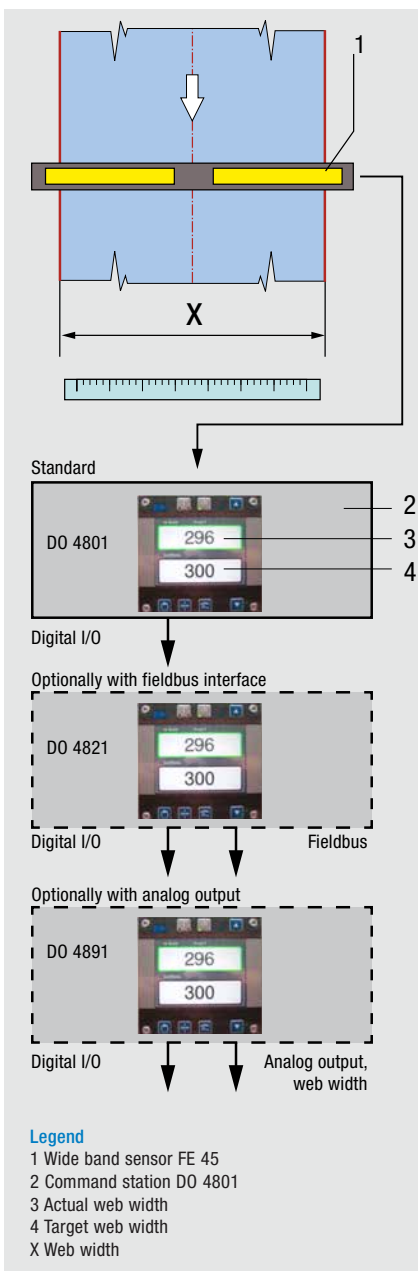 1
X
Standard
DO 4801
296
300
2
3
4
Digital I/O
Optionally with fieldbus interface
DO 4821
296
300
Digital I/O Fieldbus
Optionally with analog output
DO 4891
296
300
Digital I/O Analog output,
web width
Legend
1 Wide band sensor FE 45
2 Command station DO 4801
3 Actual web width
4 Target web width
X Web width